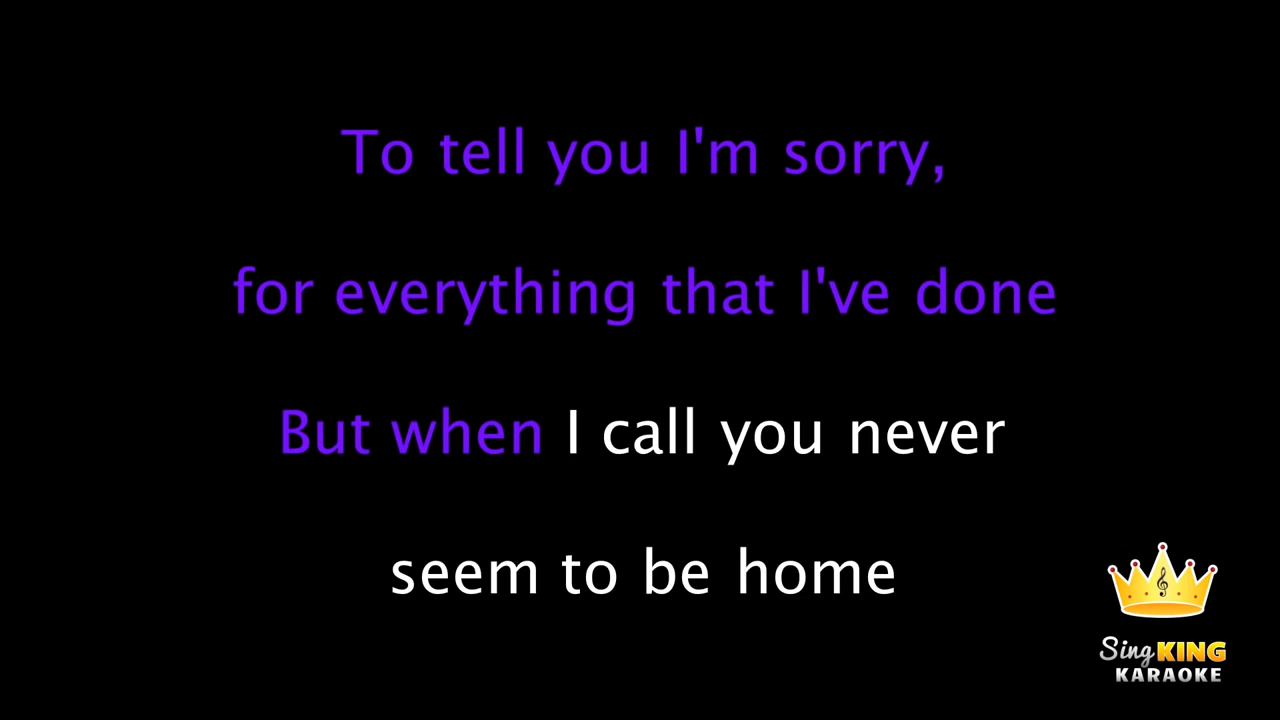 To tell you I'm sorry,
for everything that I've done
But when I call you never
seem to be home
Sing KING
KARAOKE